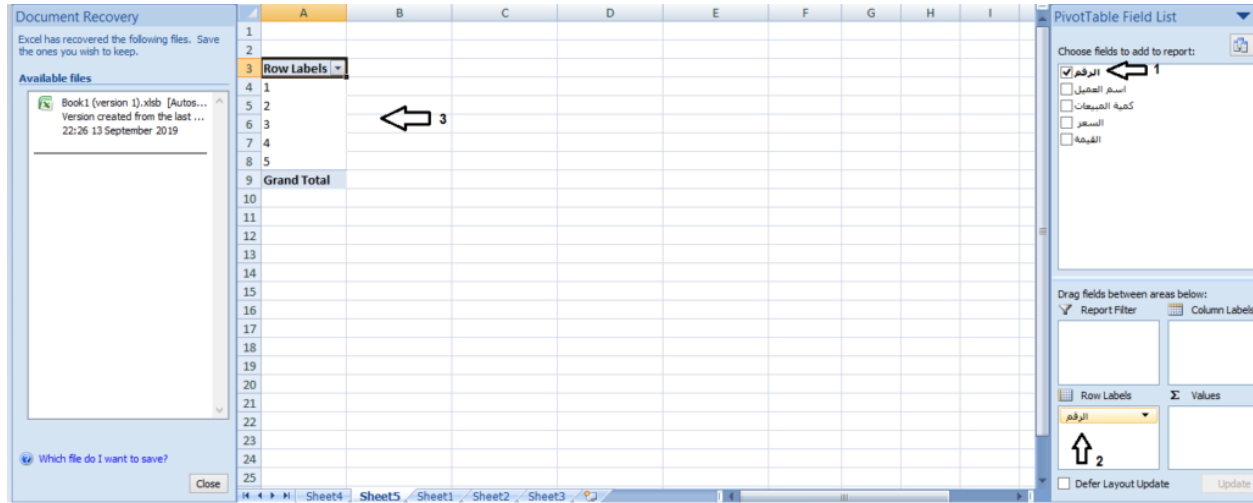 Document Recovery
Excel has recovered the following files. Save
the ones you wish to keep.
Available files
Book1 (version 1).xlsb [Autos...
Version created from the last ...
22:26 13 September 2019
Which file do I want to save?
Close
A B C D E F G H I
1
2
3 Row Labels
4 1
5 2
6 3
7 4
8 5
9 Grand Total
10
11
12
13
14
15
16
17
18
19
20
21
22
23
24
25
3
Sheet4 Sheet5 Sheet1 Sheet2 Sheet3
PivotTable Field List
Choose fields to add to report:
الرقم 1
اسم العميل
كمية المبيعات
السعر
القيمة
Drag fields between areas below:
Report Filter Column Labels
Row Labels Σ Values
الرقم
2
Defer Layout Update Update